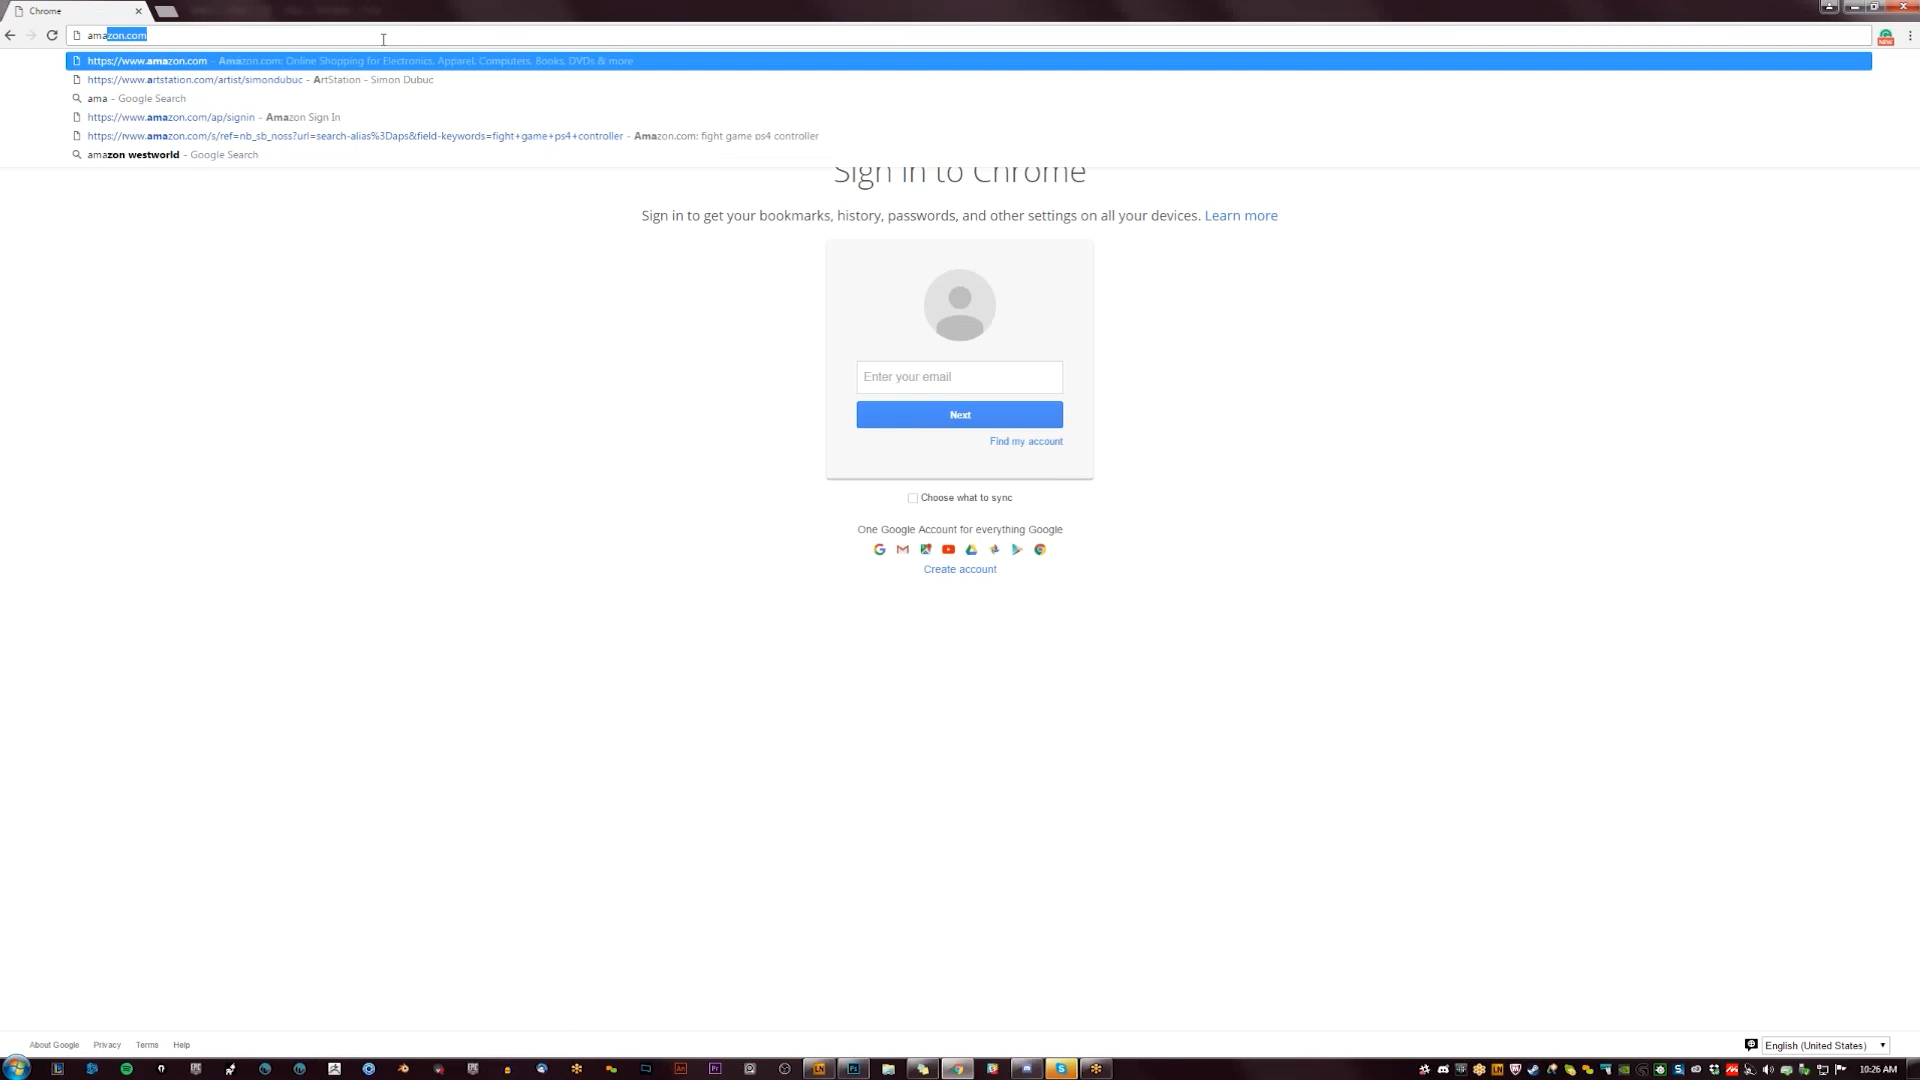 Chrome
amazon.com
https://www.amazon.com - Amazon.com: Online Shopping for Electronics, Apparel, Computers, Books, DVDs & more
https://www.artstation.com/artist/simondubuc - ArtStation - Simon Dubuc
ama - Google Search
https://www.amazon.com/ap/signin - Amazon Sign In
https://www.amazon.com/s/ref=nb_sb_noss?url=search-alias%3Daps&field-keywords=fight+game+ps4+controller - Amazon.com: fight game ps4 controller
amazon westworld - Google Search
Sign in to Chrome
Sign in to get your bookmarks, history, passwords, and other settings on all your devices. Learn more
Enter your email
Next
Find my account
Choose what to sync
One Google Account for everything Google
Create account
About Google Privacy Terms Help
English (United States)
10:26 AM